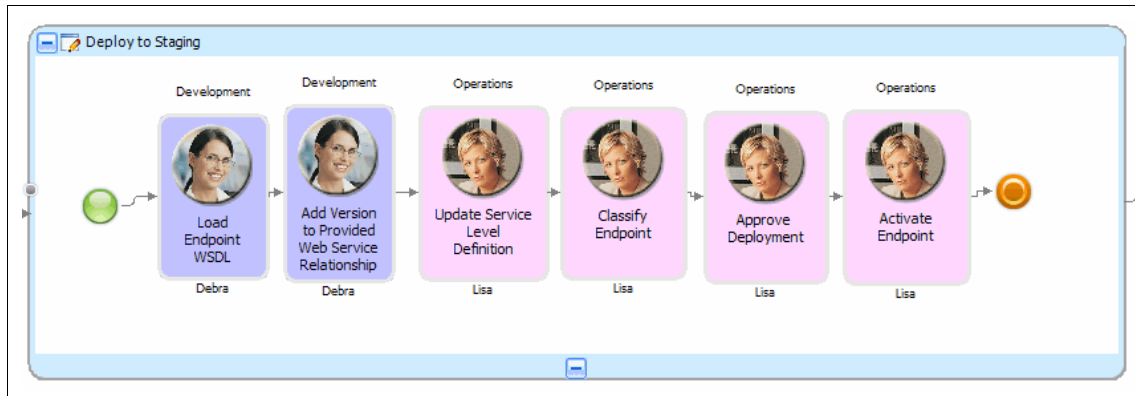 Deploy to Staging
Development
Development
Operations
Operations
Operations
Operations
Load
Endpoint
WSDL
Add Version
to Provided
Web Service
Relationship
Update Service
Level
Definition
Classify
Endpoint
Approve
Deployment
Activate
Endpoint
Debra
Debra
Lisa
Lisa
Lisa
Lisa